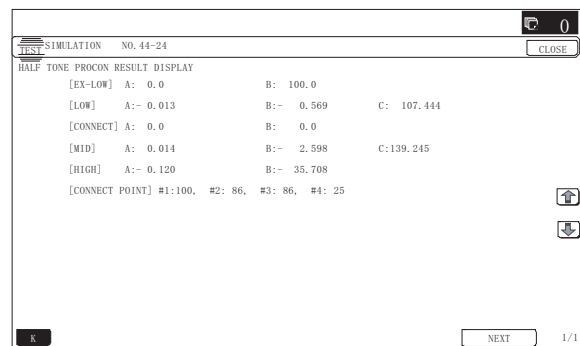 0
TEST SIMULATION NO. 44-24
CLOSE
HALF TONE PROCON RESULT DISPLAY
[EX-LOW] A: 0.0 B: 100.0
[LOW] A:- 0.013 B:- 0.569 C: 107.444
[CONNECT] A: 0.0 B: 0.0
[MID] A: 0.014 B:- 2.598 C:139.245
[HIGH] A:- 0.120 B:- 35.708
[CONNECT POINT] #1:100, #2: 86, #3: 86, #4: 25
K NEXT 1/1